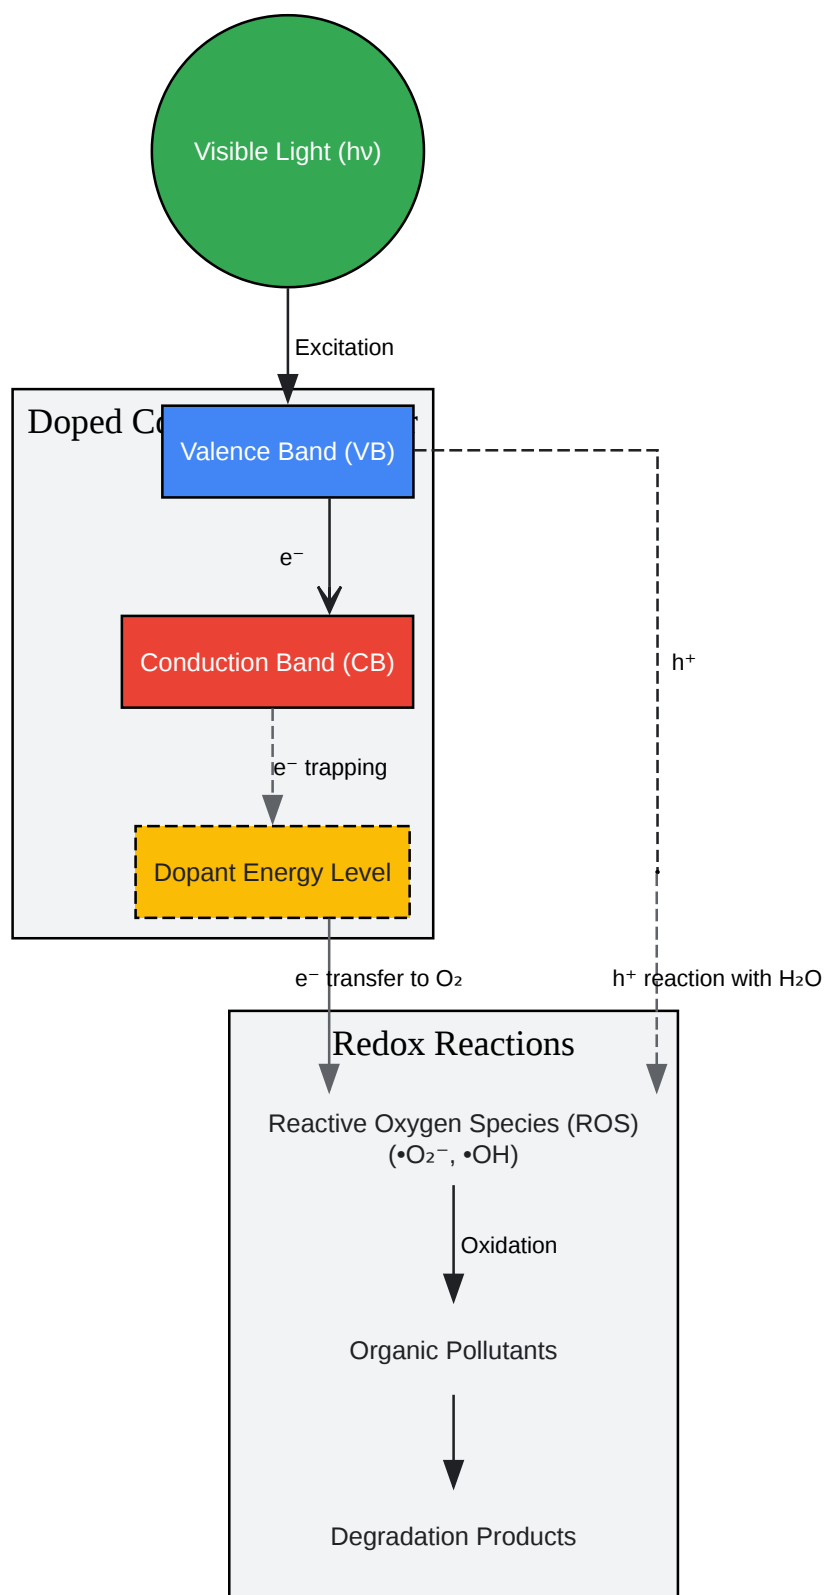 Visible Light (hν)
Excitation
Doped
Valence Band (VB)
e⁻
Conduction Band (CB)
h⁺
e⁻ trapping
Dopant Energy Level
e⁻ transfer to O₂
h⁺ reaction with H₂O
Redox Reactions
Reactive Oxygen Species (ROS)
(•O₂⁻, •OH)
Oxidation
Organic Pollutants
Degradation Products